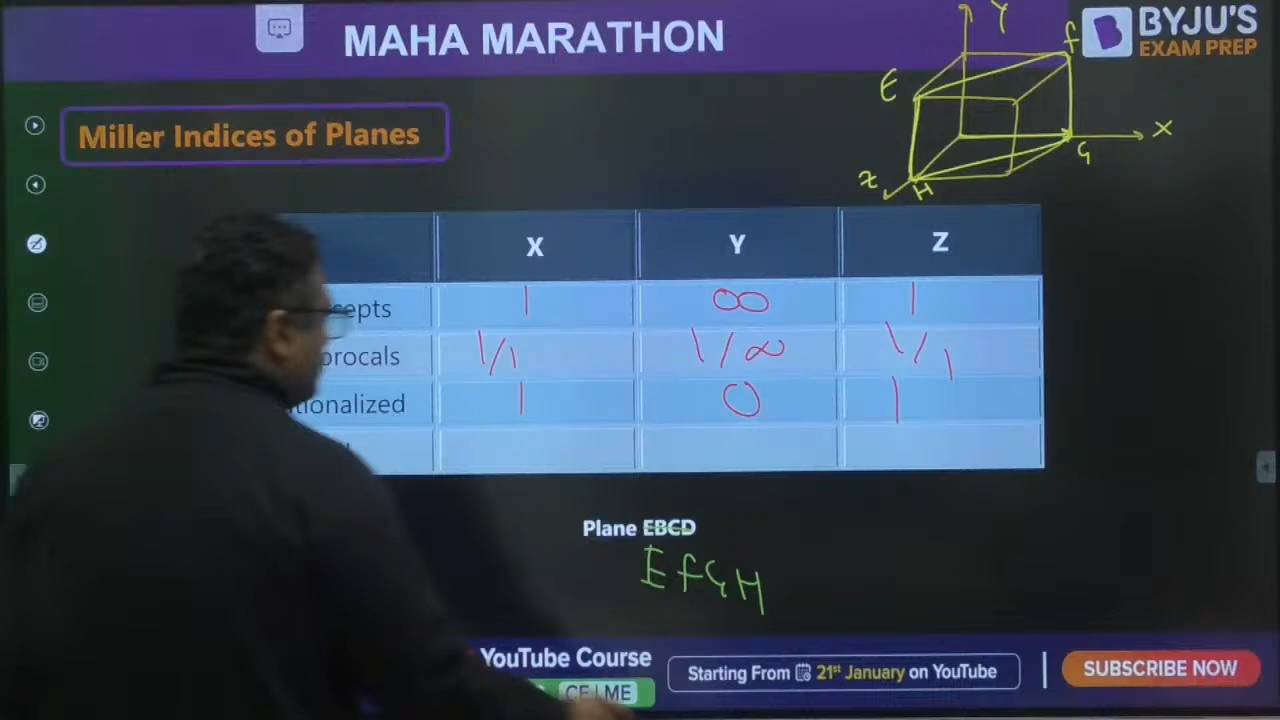 MAHA MARATHON
BYJU'S
EXAM PREP
Y
f
E
X
G
Z
H
Miller Indices of Planes
X Y Z
cepts 1 ∞ 1
procals 1/1 1/∞ 1/1
tionalized 1 0 1
Plane EBCD
EfGH
YouTube Course
CE | ME
Starting From 21st January on YouTube
SUBSCRIBE NOW